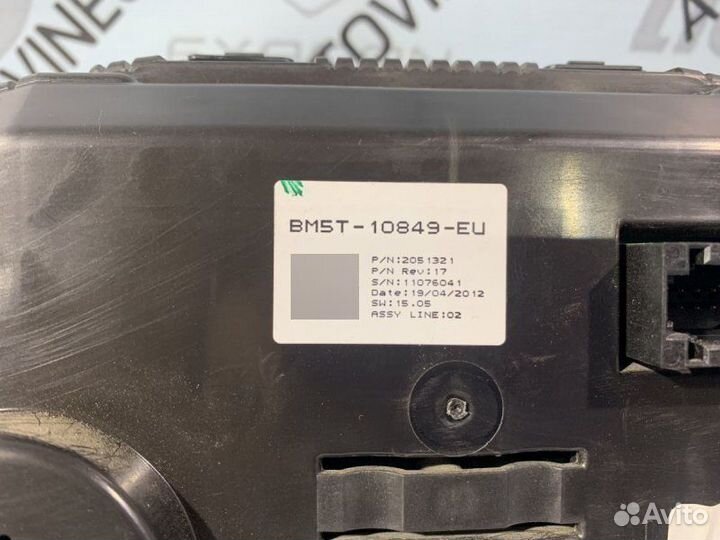 BM5T-10849-EU
P/N:2051321
P/N Rev:17
S/N:11076041
Date:19/04/2012
SW:15.05
ASSY LINE:02
Avito